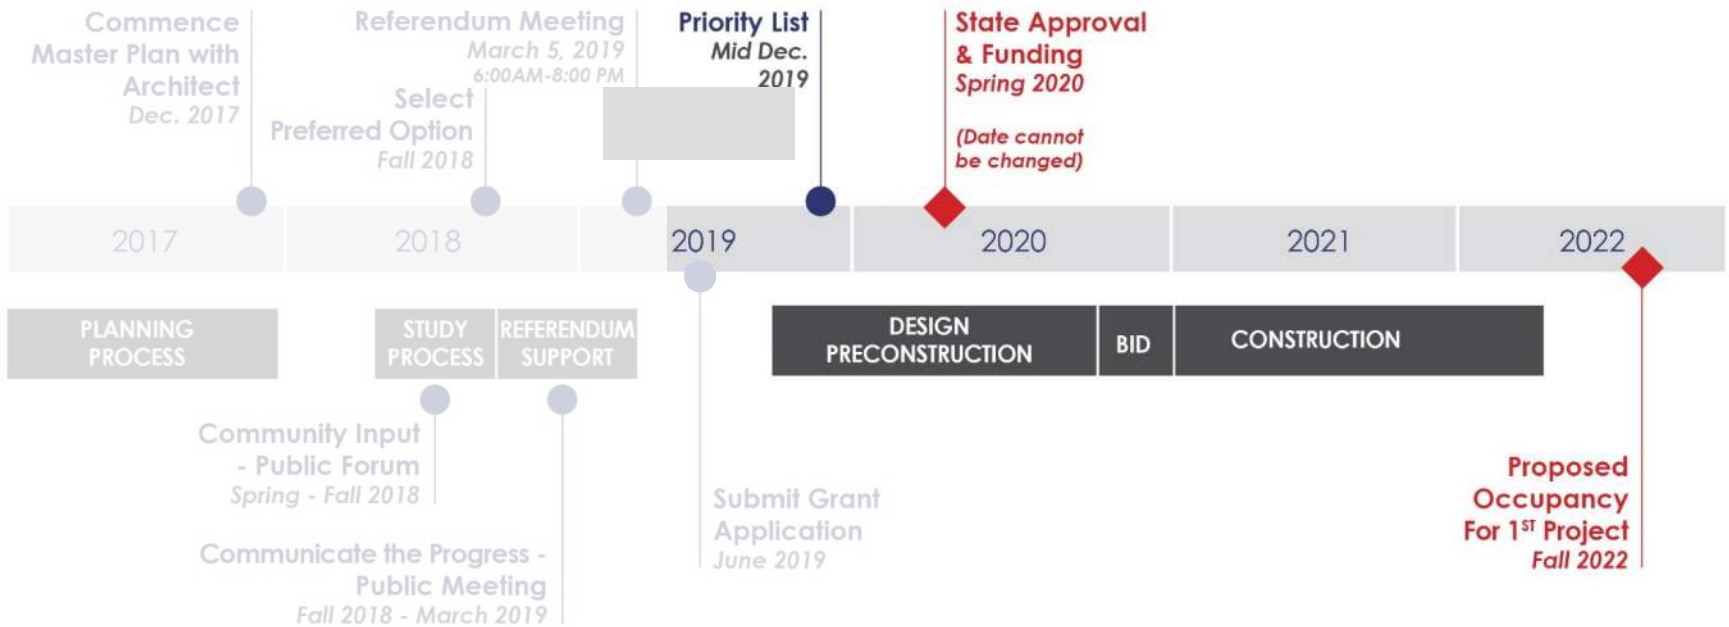 Commence
Master Plan with
Architect
Dec. 2017
Select
Preferred Option
Fall 2018
Referendum Meeting
March 5, 2019
6:00AM-8:00 PM
Priority List
Mid Dec.
2019
State Approval
& Funding
Spring 2020
(Date cannot
be changed)
2017
2018
2019
2020
2021
2022
PLANNING
PROCESS
STUDY
PROCESS
REFERENDUM
SUPPORT
DESIGN
PRECONSTRUCTION
BID
CONSTRUCTION
Community Input
- Public Forum
Spring - Fall 2018
Communicate the Progress -
Public Meeting
Fall 2018 - March 2019
Submit Grant
Application
June 2019
Proposed
Occupancy
For 1ST Project
Fall 2022